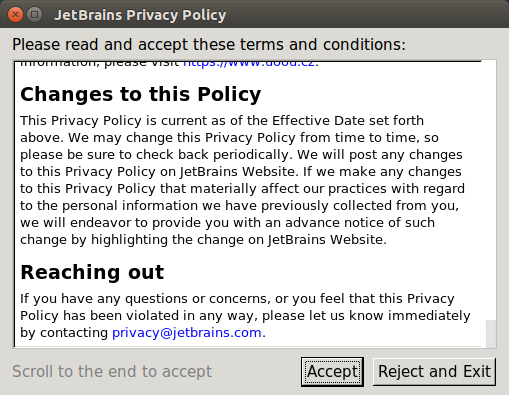 JetBrains Privacy Policy
Please read and accept these terms and conditions:
information, please visit https://www.uoou.cz.
Changes to this Policy
This Privacy Policy is current as of the Effective Date set forth
above. We may change this Privacy Policy from time to time, so
please be sure to check back periodically. We will post any changes
to this Privacy Policy on JetBrains Website. If we make any changes
to this Privacy Policy that materially affect our practices with regard
to the personal information we have previously collected from you,
we will endeavor to provide you with an advance notice of such
change by highlighting the change on JetBrains Website.
Reaching out
If you have any questions or concerns, or you feel that this Privacy
Policy has been violated in any way, please let us know immediately
by contacting privacy@jetbrains.com.
Scroll to the end to accept
Accept
Reject and Exit